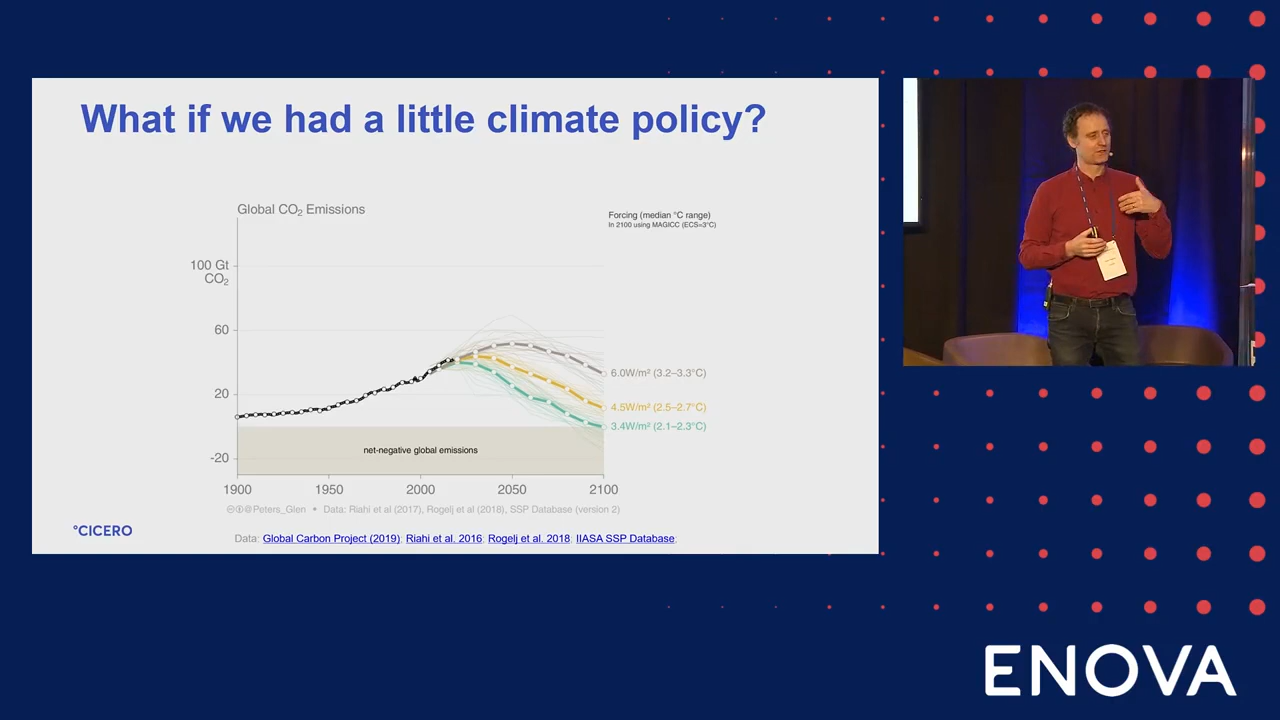 What if we had a little climate policy?
Global CO₂ Emissions
Forcing (median °C range)
In 2100 using MAGICC (ECS=3°C)
100 Gt
CO₂
60
20
-20
6.0W/m² (3.2–3.3°C)
4.5W/m² (2.5–2.7°C)
3.4W/m² (2.1–2.3°C)
net-negative global emissions
1900 1950 2000 2050 2100
@Peters_Glen • Data: Riahi et al (2017), Rogelj et al (2018), SSP Database (version 2)
°CICERO
Data: Global Carbon Project (2019); Riahi et al. 2016; Rogelj et al. 2018; IIASA SSP Database;
ENOVA